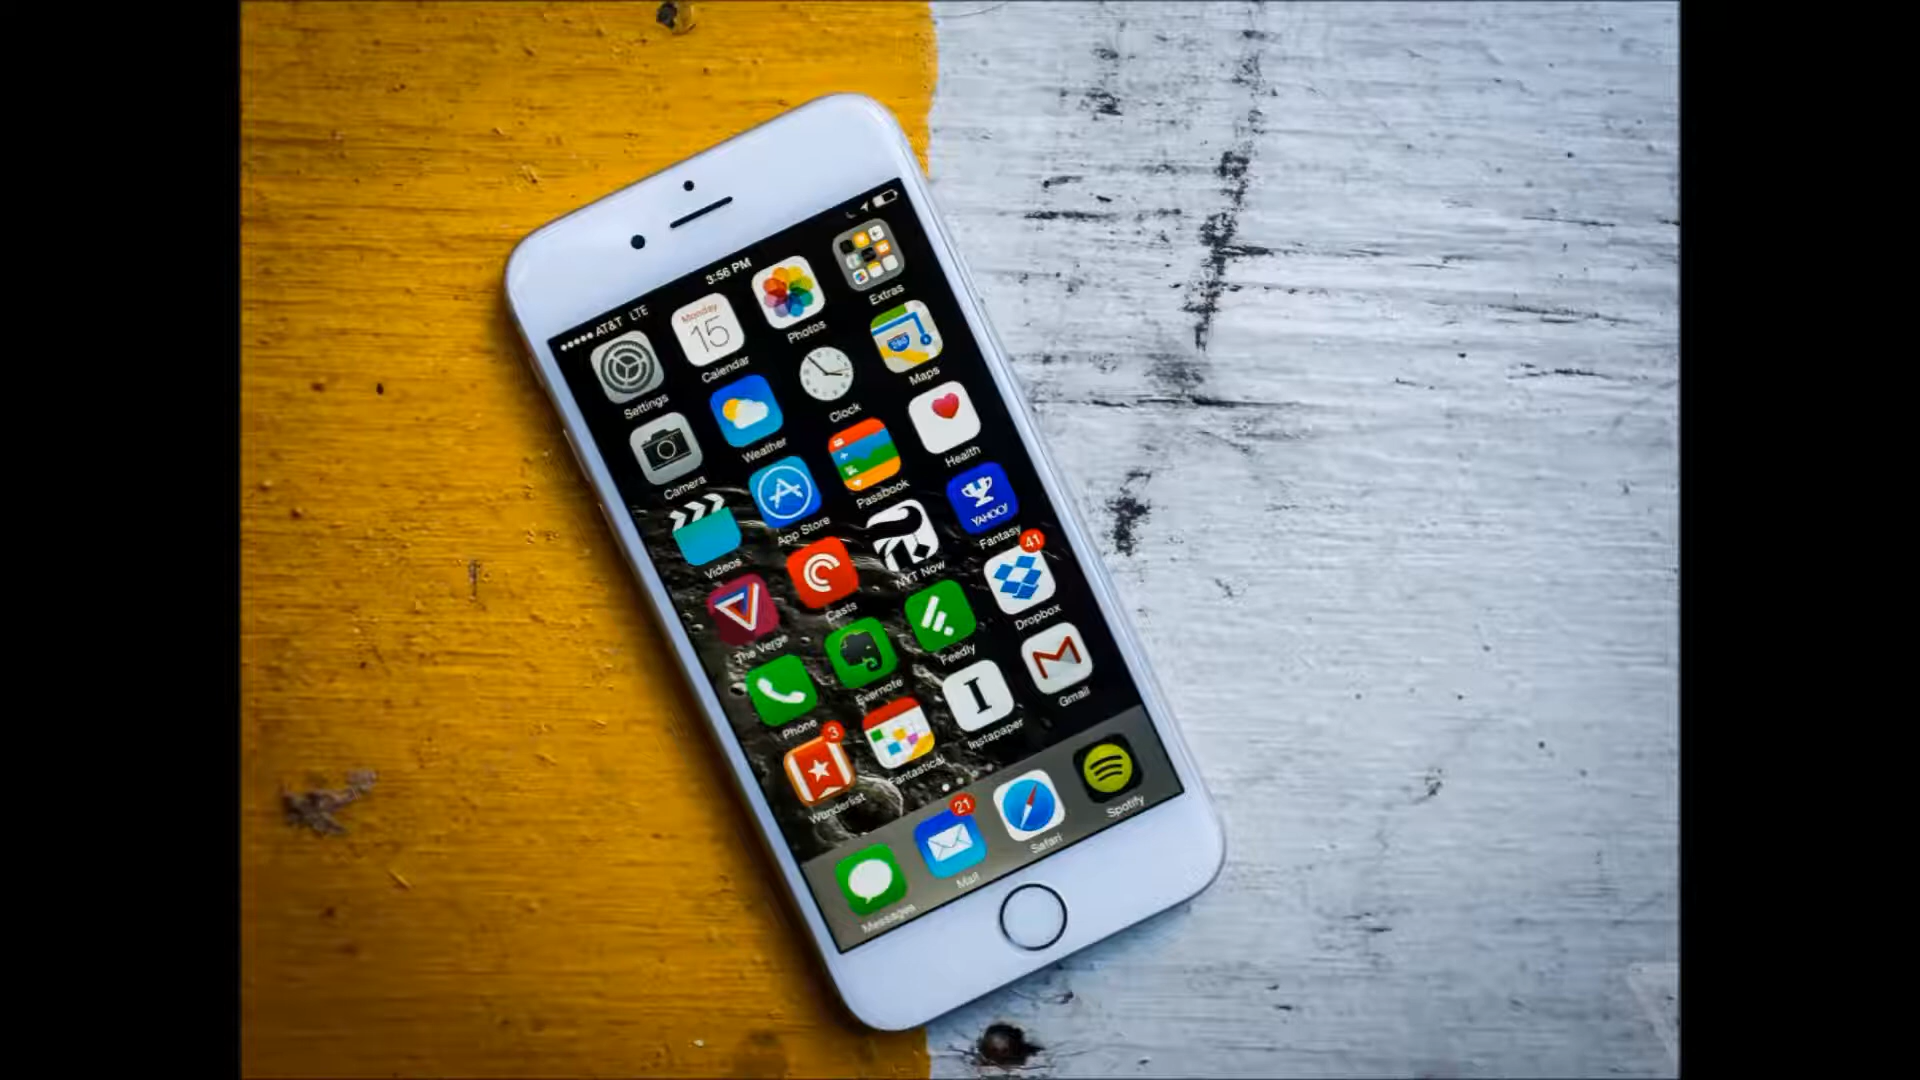 AT&T LTE
3:56 PM
Settings
Monday
15
Calendar
Photos
Extras
Camera
Weather
Clock
280
Maps
Videos
App Store
Passbook
Health
The Verge
Casts
NYT Now
YAHOO!
Fantasy
Phone
Evernote
Feedly
41
Dropbox
3
Wunderlist
Fantastical
I
Instapaper
M
Gmail
Messages
21
Mail
Safari
Spotify